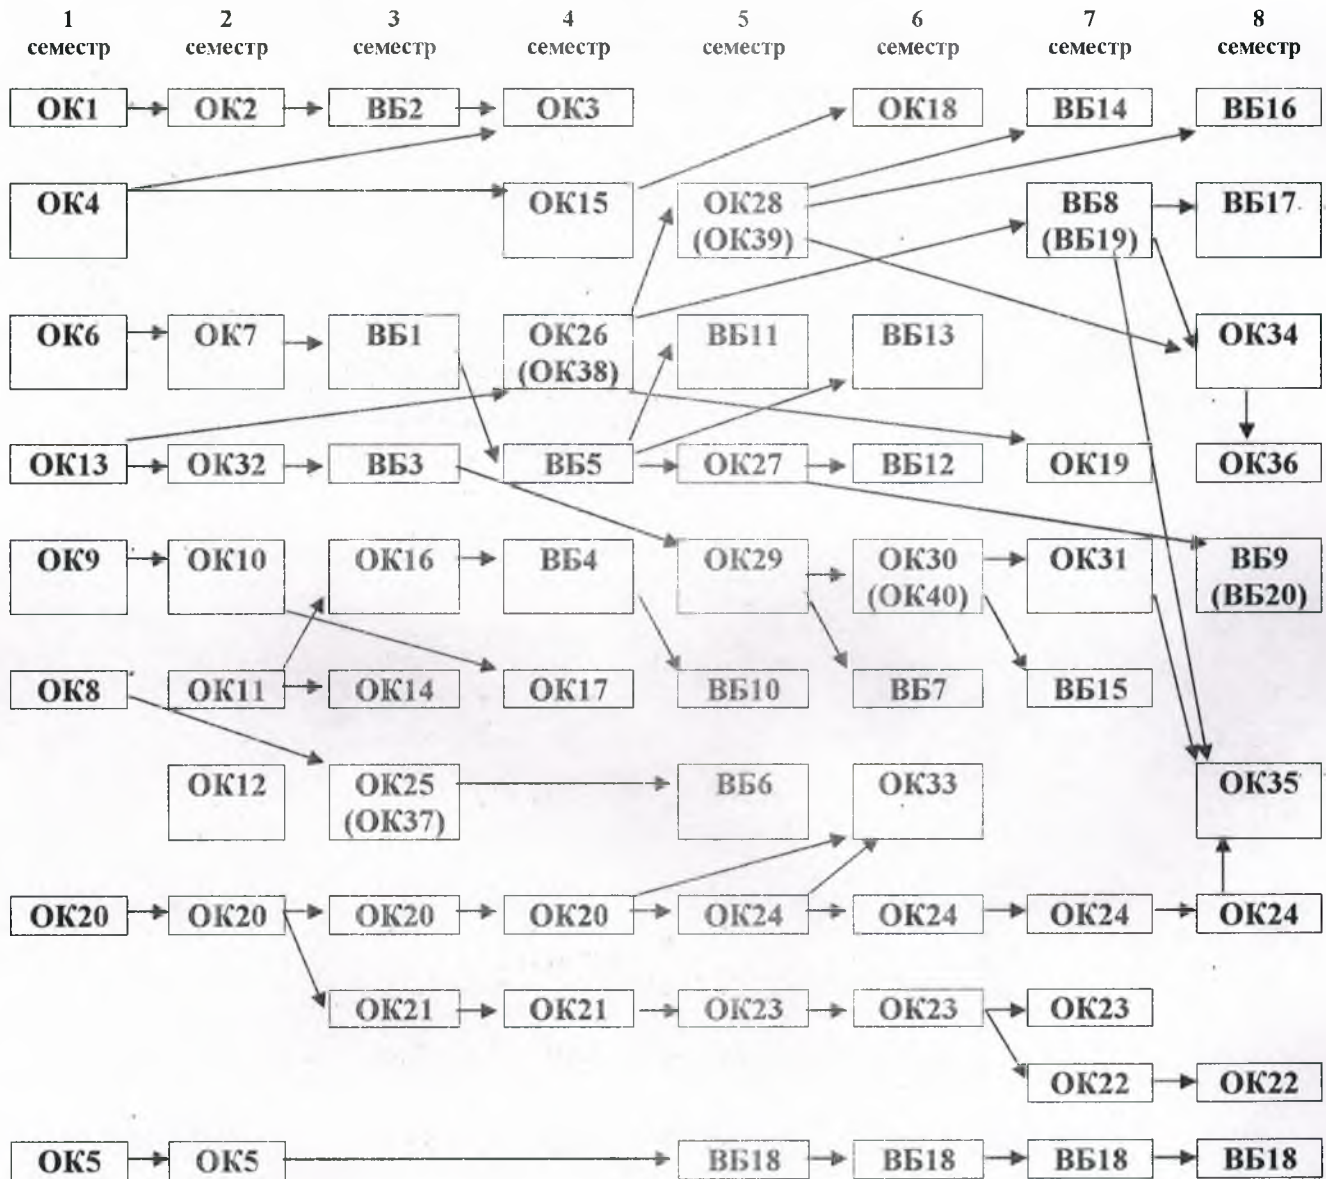 1 2 3 4 5 6 7 8
семестр семестр семестр семестр семестр семестр семестр семестр
ОК1 ОК2 ВБ2 ОК3 ОК18 ВБ14 ВБ16
ОК4 ОК15 ОК28 ВБ8 ВБ17
(ОК39) (ВБ19)
ОК6 ОК7 ВБ1 ОК26 ВБ11 ВБ13 ОК34
(ОК38)
ОК13 ОК32 ВБ3 ВБ5 ОК27 ВБ12 ОК19 ОК36
ОК9 ОК10 ОК16 ВБ4 ОК29 ОК30 ОК31 ВБ9
(ОК40) (ВБ20)
ОК8 ОК11 ОК14 ОК17 ВБ10 ВБ7 ВБ15
ОК12 ОК25 ВБ6 ОК33 ОК35
(ОК37)
ОК20 ОК20 ОК20 ОК20 ОК24 ОК24 ОК24 ОК24
ОК21 ОК21 ОК23 ОК23 ОК23
ОК22 ОК22
ОК5 ОК5 ВБ18 ВБ18 ВБ18 ВБ18